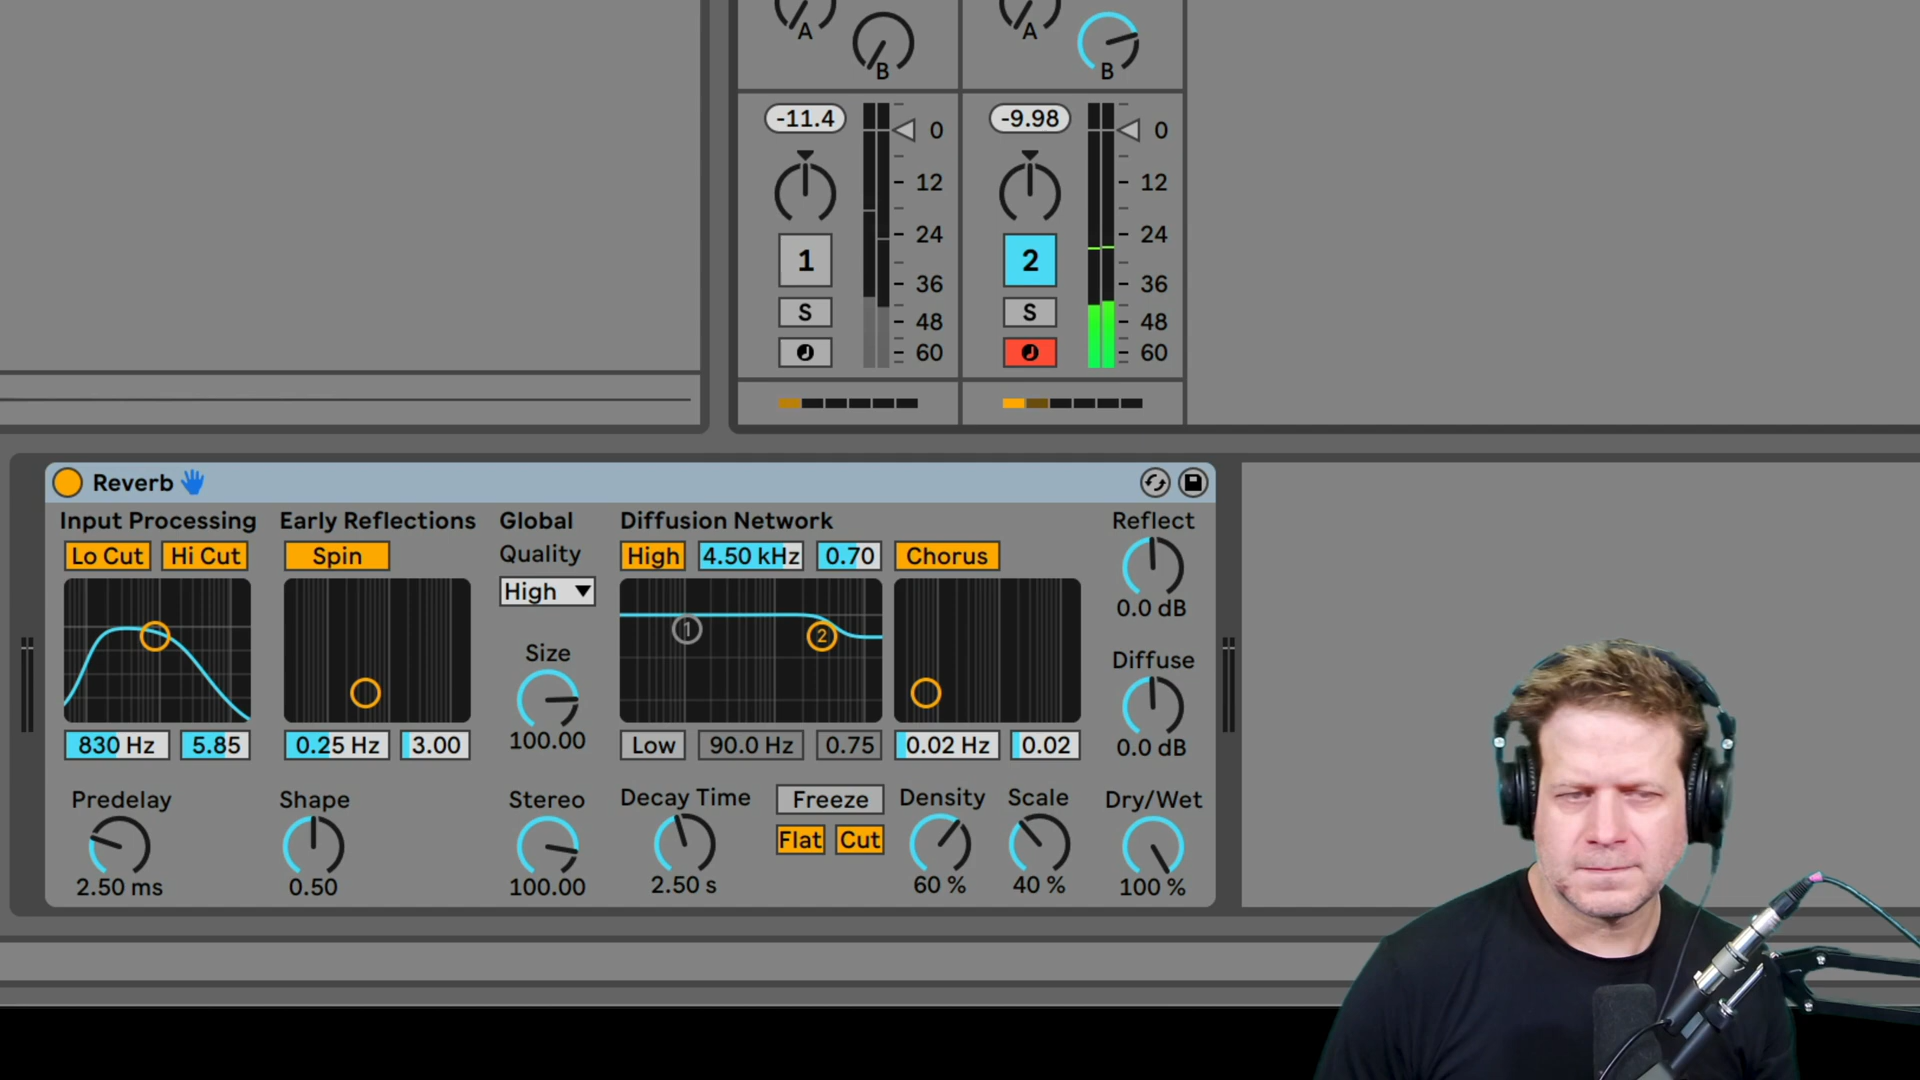 A
B
A
B
-11.4
0
12
24
36
48
60
1
S
-9.98
0
12
24
36
48
60
2
S
Reverb
Input Processing
Lo Cut Hi Cut
830 Hz 5.85
Predelay
2.50 ms
Early Reflections
Spin
0.25 Hz 3.00
Shape
0.50
Global
Quality
High
Size
100.00
Stereo
100.00
Diffusion Network
High 4.50 kHz 0.70
1
2
Low 90.0 Hz 0.75
Decay Time
2.50 s
Freeze
Flat Cut
Chorus
0.02 Hz 0.02
Density
60 %
Scale
40 %
Reflect
0.0 dB
Diffuse
0.0 dB
Dry/Wet
100 %